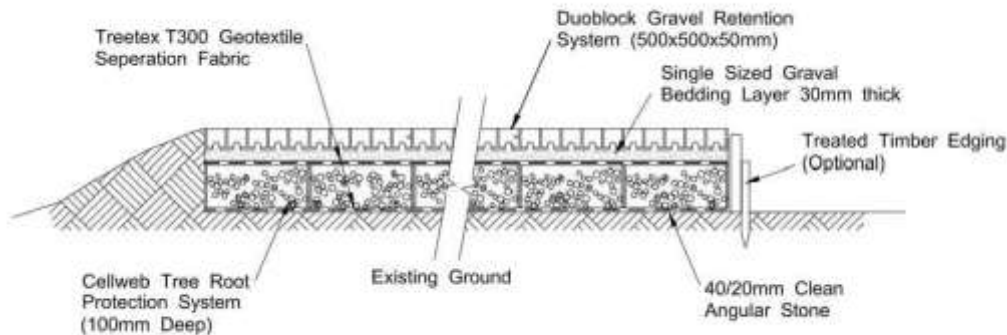 Treetex T300 Geotextile
Seperation Fabric
Duoblock Gravel Retention
System (500x500x50mm)
Single Sized Graval
Bedding Layer 30mm thick
Treated Timber Edging
(Optional)
Cellweb Tree Root
Protection System
(100mm Deep)
Existing Ground
40/20mm Clean
Angular Stone